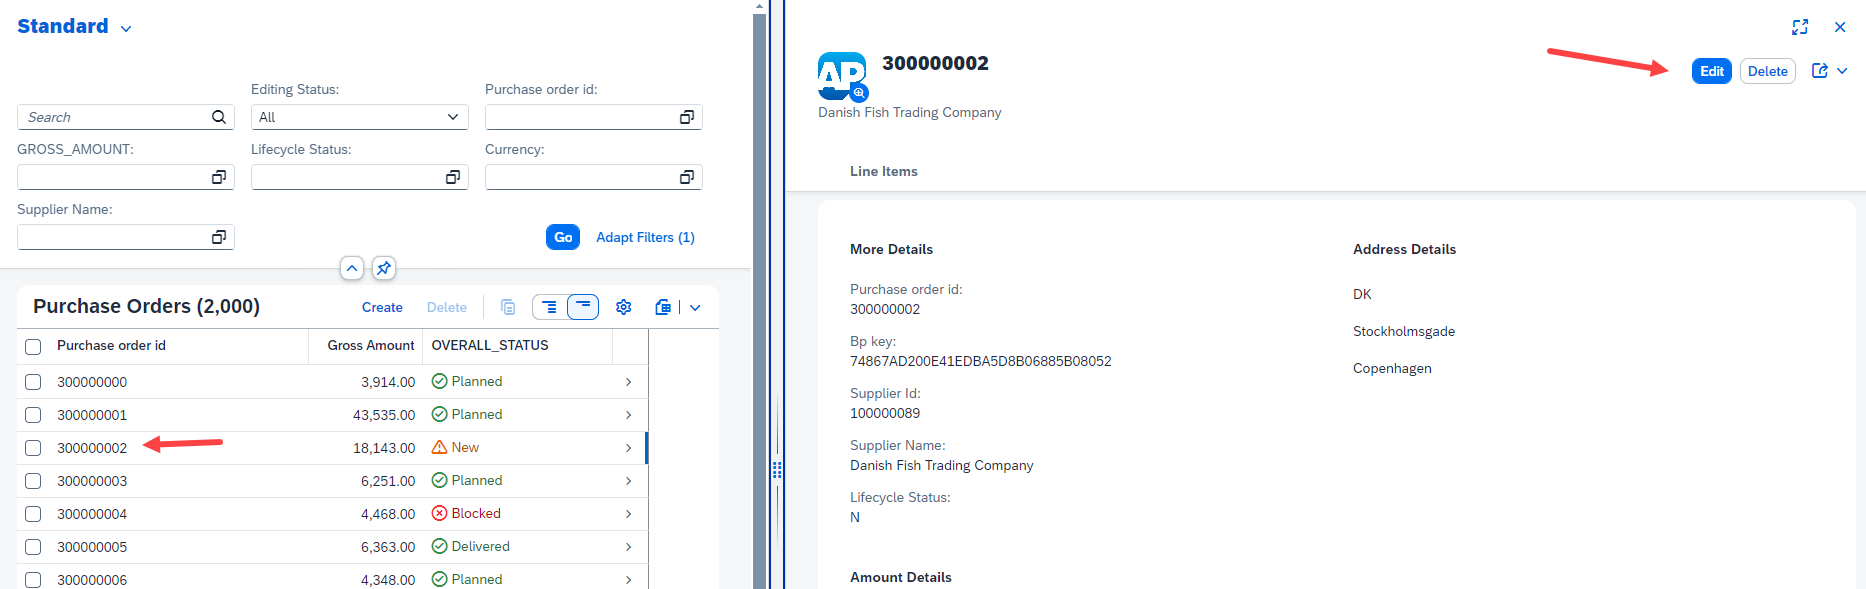 Standard
Editing Status:
Purchase order id:
Search
All
GROSS_AMOUNT:
Lifecycle Status:
Currency:
Supplier Name:
Go
Adapt Filters (1)
Purchase Orders (2,000)
Create
Delete
Purchase order id
Gross Amount
OVERALL_STATUS
300000000 3,914.00 Planned
300000001 43,535.00 Planned
300000002 18,143.00 New
300000003 6,251.00 Planned
300000004 4,468.00 Blocked
300000005 6,363.00 Delivered
300000006 4,348.00 Planned
AP
300000002
Edit
Delete
Danish Fish Trading Company
Line Items
More Details
Purchase order id:
300000002
Bp key:
74867AD200E41EDBA5D8B06885B08052
Supplier Id:
100000089
Supplier Name:
Danish Fish Trading Company
Lifecycle Status:
N
Address Details
DK
Stockholmsgade
Copenhagen
Amount Details